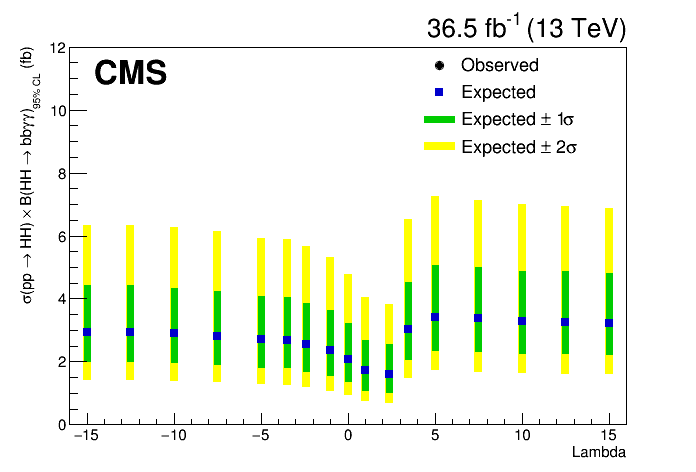 36.5 fb⁻¹ (13 TeV)
σ(pp → HH) × B(HH → bbγγ)95% CL (fb)
CMS
Observed
Expected
Expected ± 1σ
Expected ± 2σ
12
10
8
6
4
2
0
−15 −10 −5 0 5 10 15
Lambda